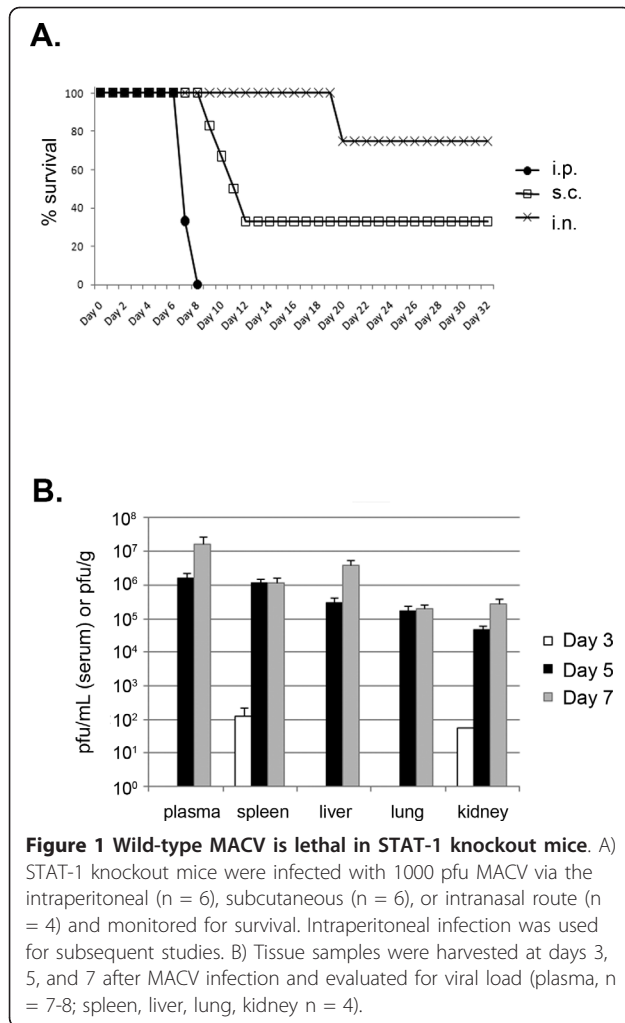 A.
% survival
100
80
60
40
20
0
Day 0 Day 2 Day 4 Day 6 Day 8 Day 10 Day 12 Day 14 Day 16 Day 18 Day 20 Day 22 Day 24 Day 26 Day 28 Day 30 Day 32
i.p.
s.c.
i.n.
B.
pfu/mL (serum) or pfu/g
10⁸
10⁷
10⁶
10⁵
10⁴
10³
10²
10¹
10⁰
plasma spleen liver lung kidney
Day 3
Day 5
Day 7
Figure 1 Wild-type MACV is lethal in STAT-1 knockout mice. A)
STAT-1 knockout mice were infected with 1000 pfu MACV via the
intraperitoneal (n = 6), subcutaneous (n = 6), or intranasal route (n
= 4) and monitored for survival. Intraperitoneal infection was used
for subsequent studies. B) Tissue samples were harvested at days 3,
5, and 7 after MACV infection and evaluated for viral load (plasma, n
= 7-8; spleen, liver, lung, kidney n = 4).